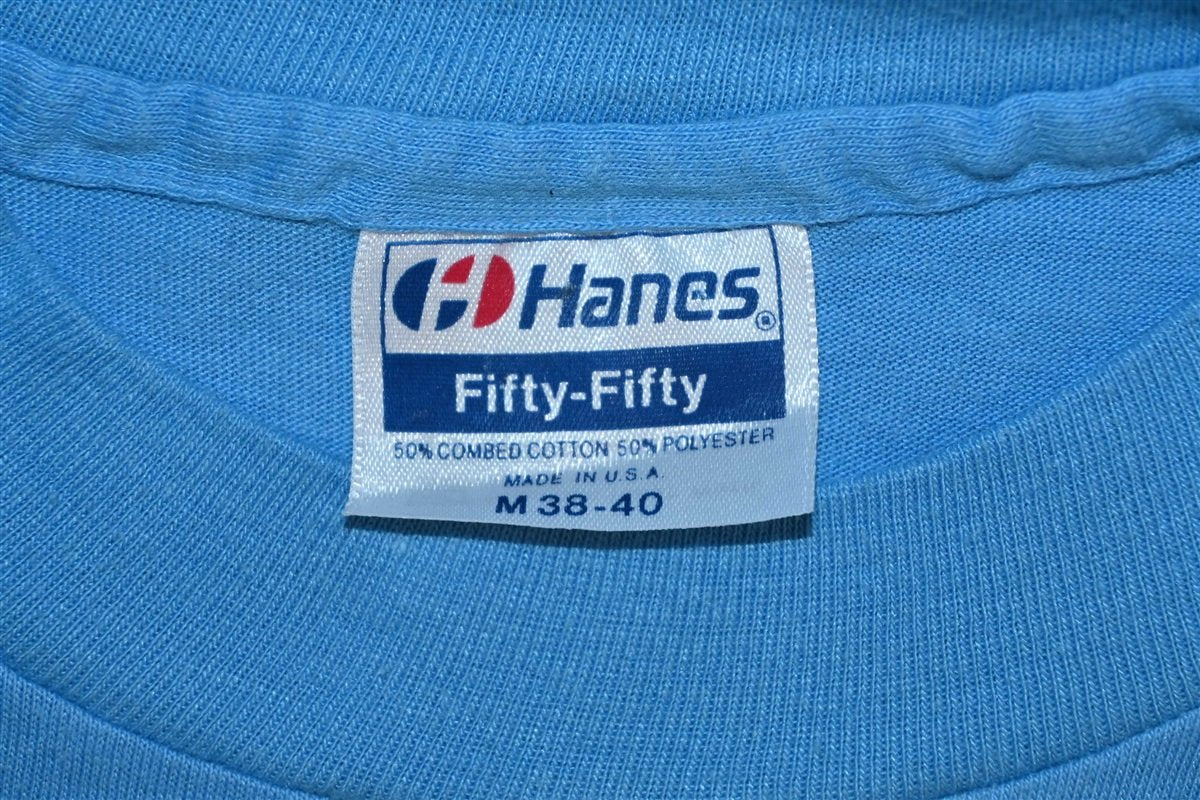 Hanes®
Fifty-Fifty
50% COMBED COTTON 50% POLYESTER
MADE IN U.S.A.
M 38-40